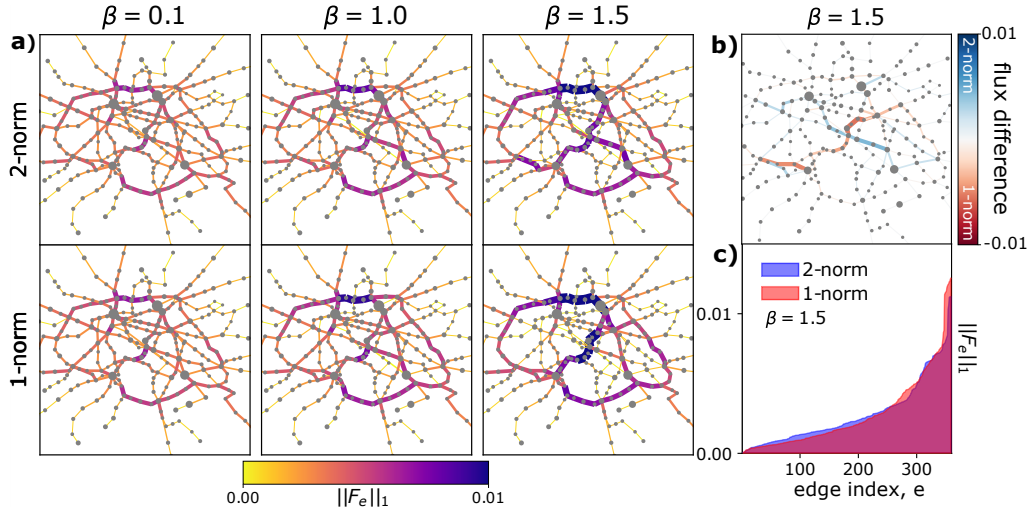 β = 0.1
β = 1.0
β = 1.5
β = 1.5
a)
b)
2-norm
1-norm
2-norm
1-norm
0.01
-0.01
flux difference
c)
2-norm
1-norm
β = 1.5
0.01
0.00
||F_e||_1
100
200
300
edge index, e
0.00
0.01
||F_e||_1